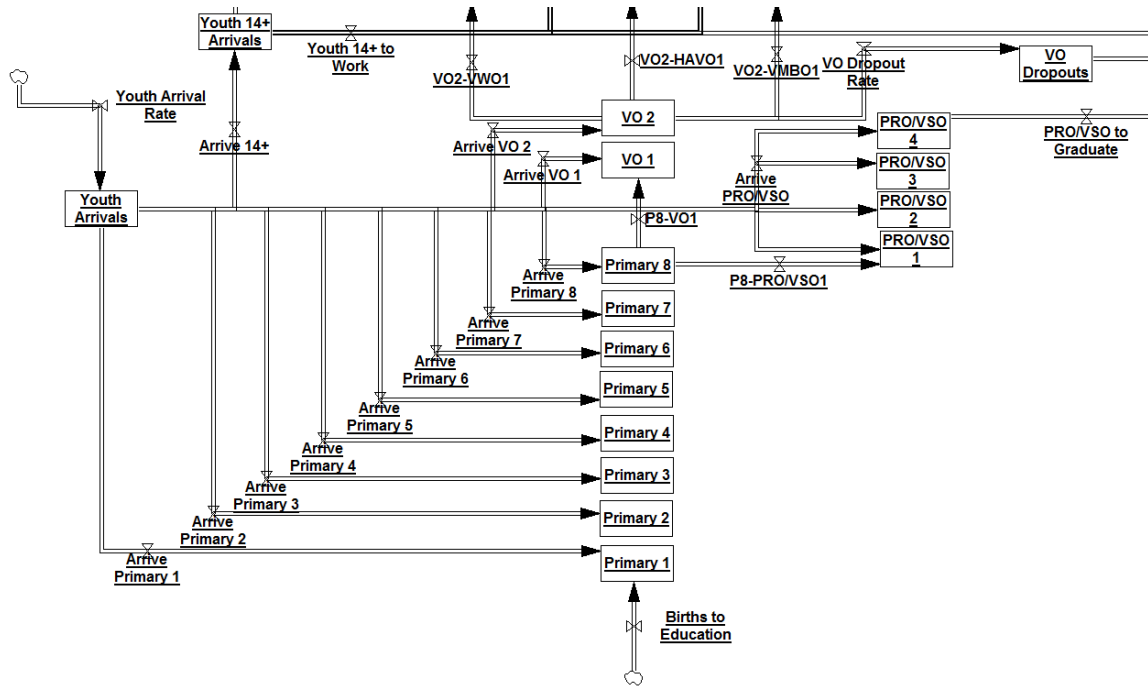 Youth 14+
Arrivals
Youth 14+ to
Work
VO2-VWO1
VO2-HAVO1
VO2-VMBO1
VO Dropout
Rate
VO
Dropouts
Youth Arrival
Rate
Arrive 14+
VO 2
Arrive VO 2
VO 1
Arrive VO 1
PRO/VSO
4
PRO/VSO to
Graduate
PRO/VSO
3
Arrive
PRO/VSO
PRO/VSO
2
PRO/VSO
1
Youth
Arrivals
P8-VO1
Primary 8
Arrive
Primary 8
P8-PRO/VSO1
Primary 7
Arrive
Primary 7
Primary 6
Arrive
Primary 6
Primary 5
Arrive
Primary 5
Primary 4
Arrive
Primary 4
Primary 3
Arrive
Primary 3
Primary 2
Arrive
Primary 2
Primary 1
Arrive
Primary 1
Births to
Education